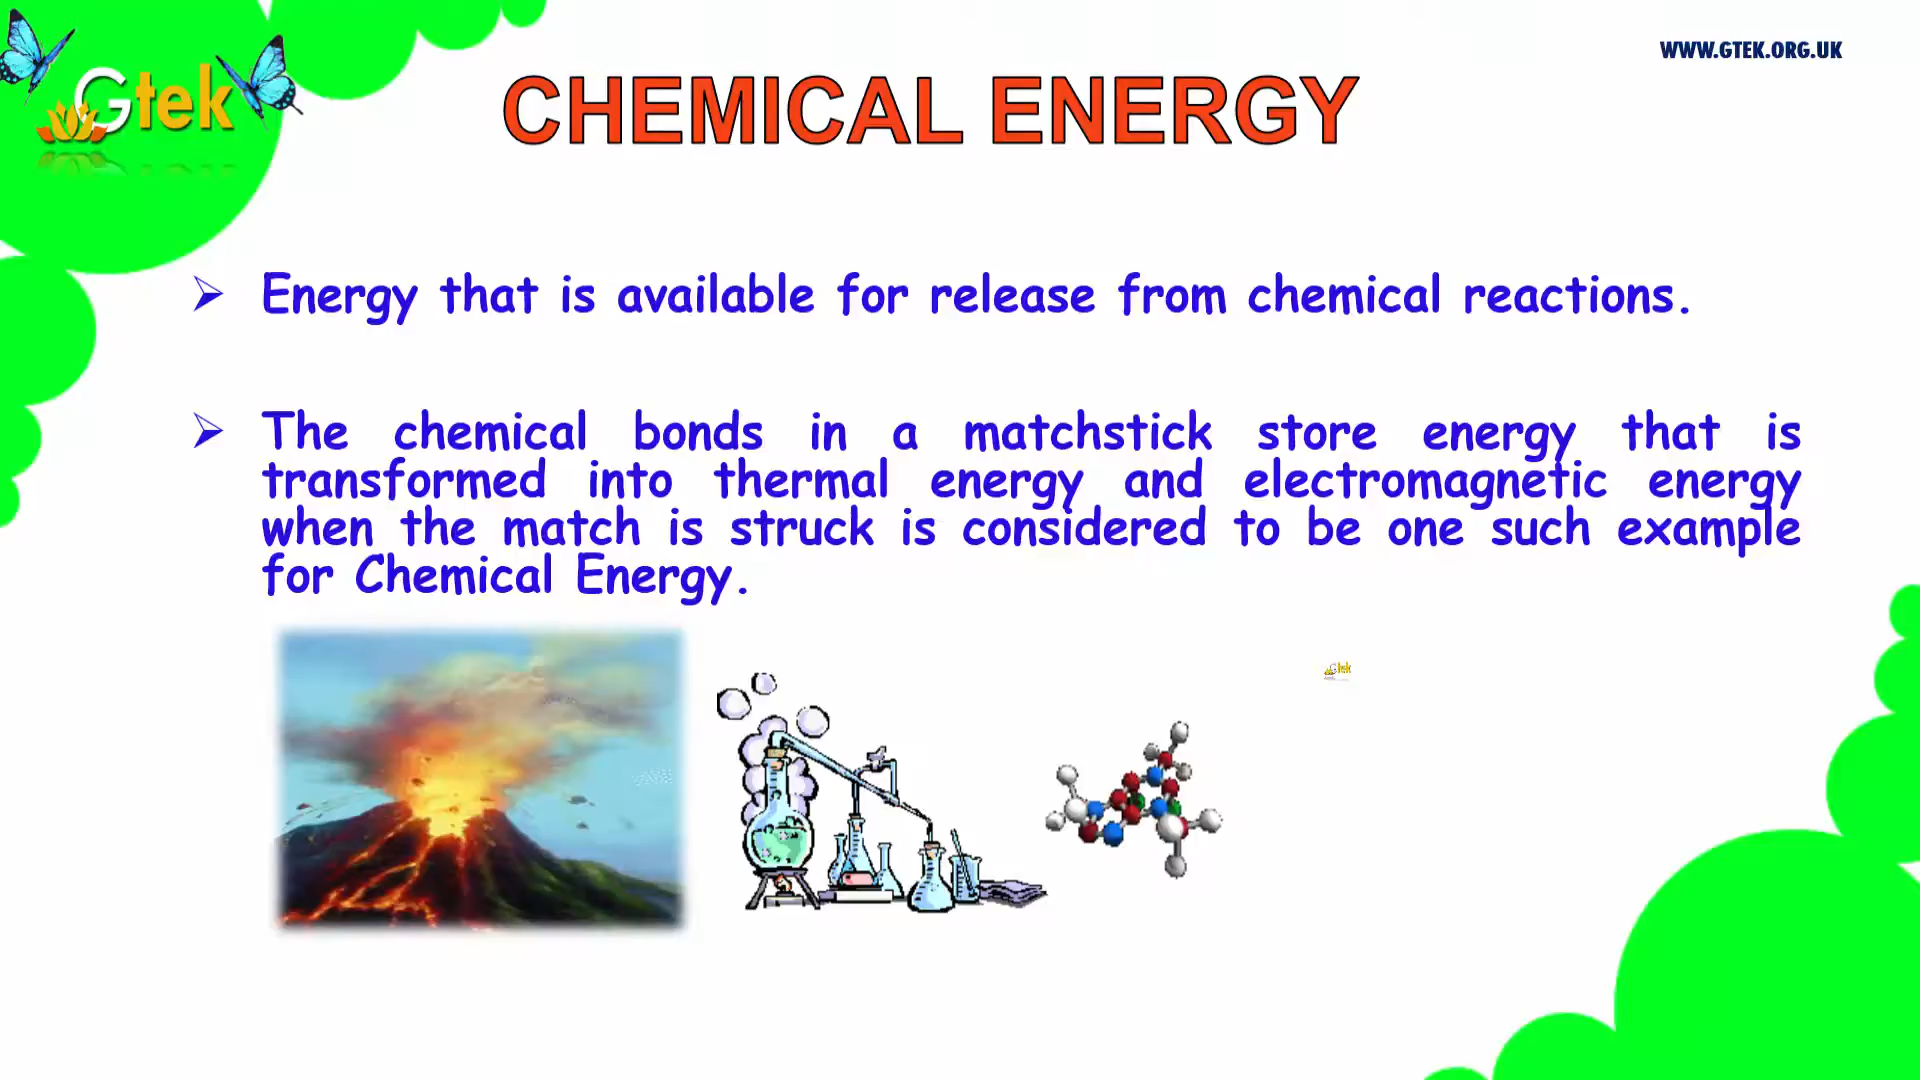 Gtek
WWW.GTEK.ORG.UK
CHEMICAL ENERGY
Energy that is available for release from chemical reactions.
The chemical bonds in a matchstick store energy that is
transformed into thermal energy and electromagnetic energy
when the match is struck is considered to be one such example
for Chemical Energy.
Gtek